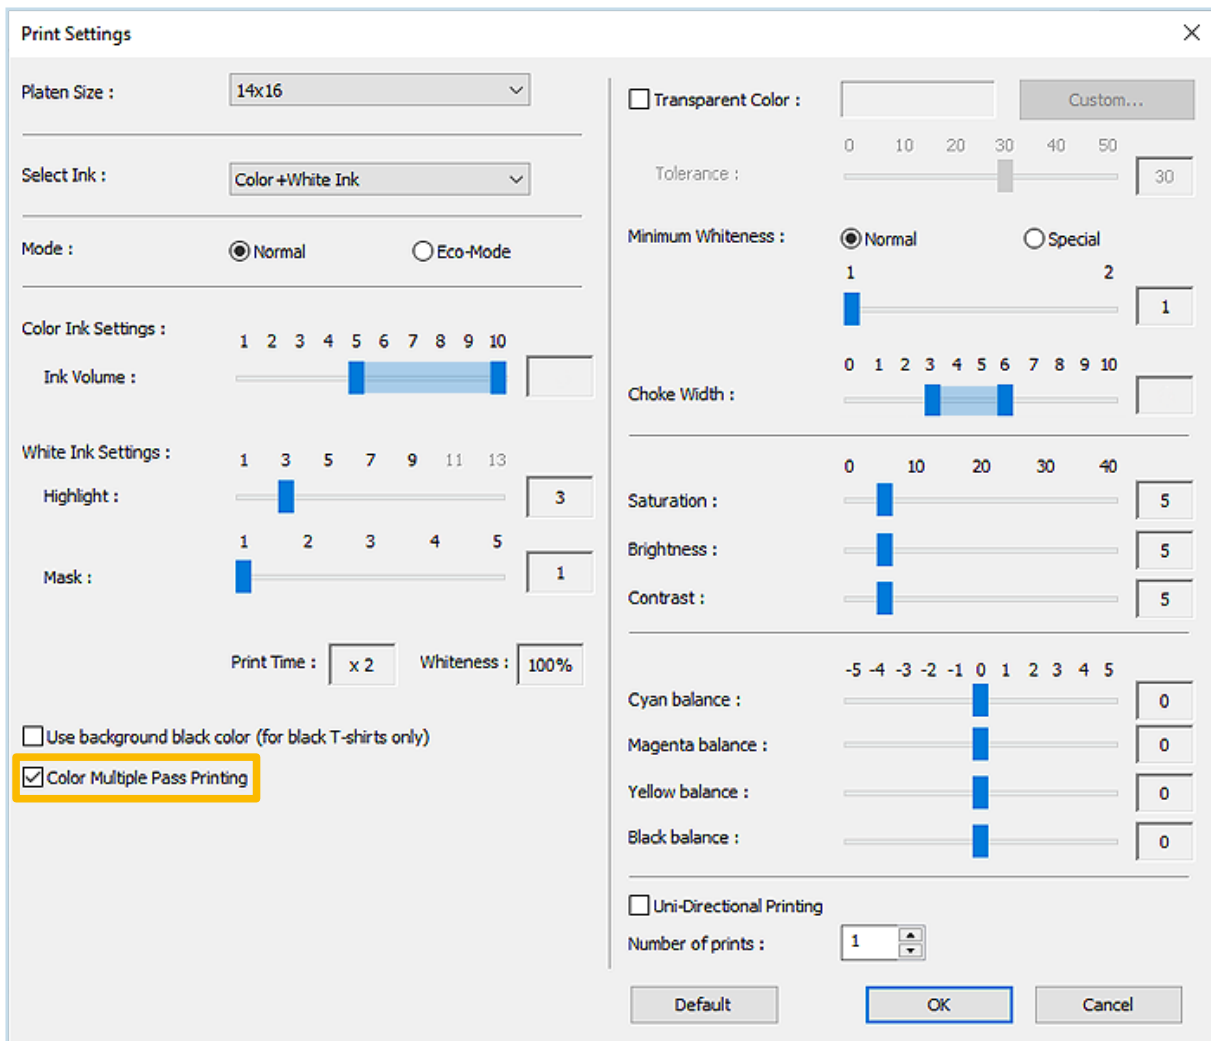 Print Settings
Platen Size :
14x16
Select Ink :
Color+White Ink
Mode :
Normal
Eco-Mode
Color Ink Settings :
1 2 3 4 5 6 7 8 9 10
Ink Volume :
White Ink Settings :
1 3 5 7 9 11 13
Highlight :
3
1 2 3 4 5
Mask :
1
Print Time :
x 2
Whiteness :
100%
Use background black color (for black T-shirts only)
Color Multiple Pass Printing
Transparent Color :
Custom...
0 10 20 30 40 50
Tolerance :
30
Minimum Whiteness :
Normal
Special
1 2
1
0 1 2 3 4 5 6 7 8 9 10
Choke Width :
0 10 20 30 40
Saturation :
5
Brightness :
5
Contrast :
5
-5 -4 -3 -2 -1 0 1 2 3 4 5
Cyan balance :
0
Magenta balance :
0
Yellow balance :
0
Black balance :
0
Uni-Directional Printing
Number of prints :
1
Default
OK
Cancel